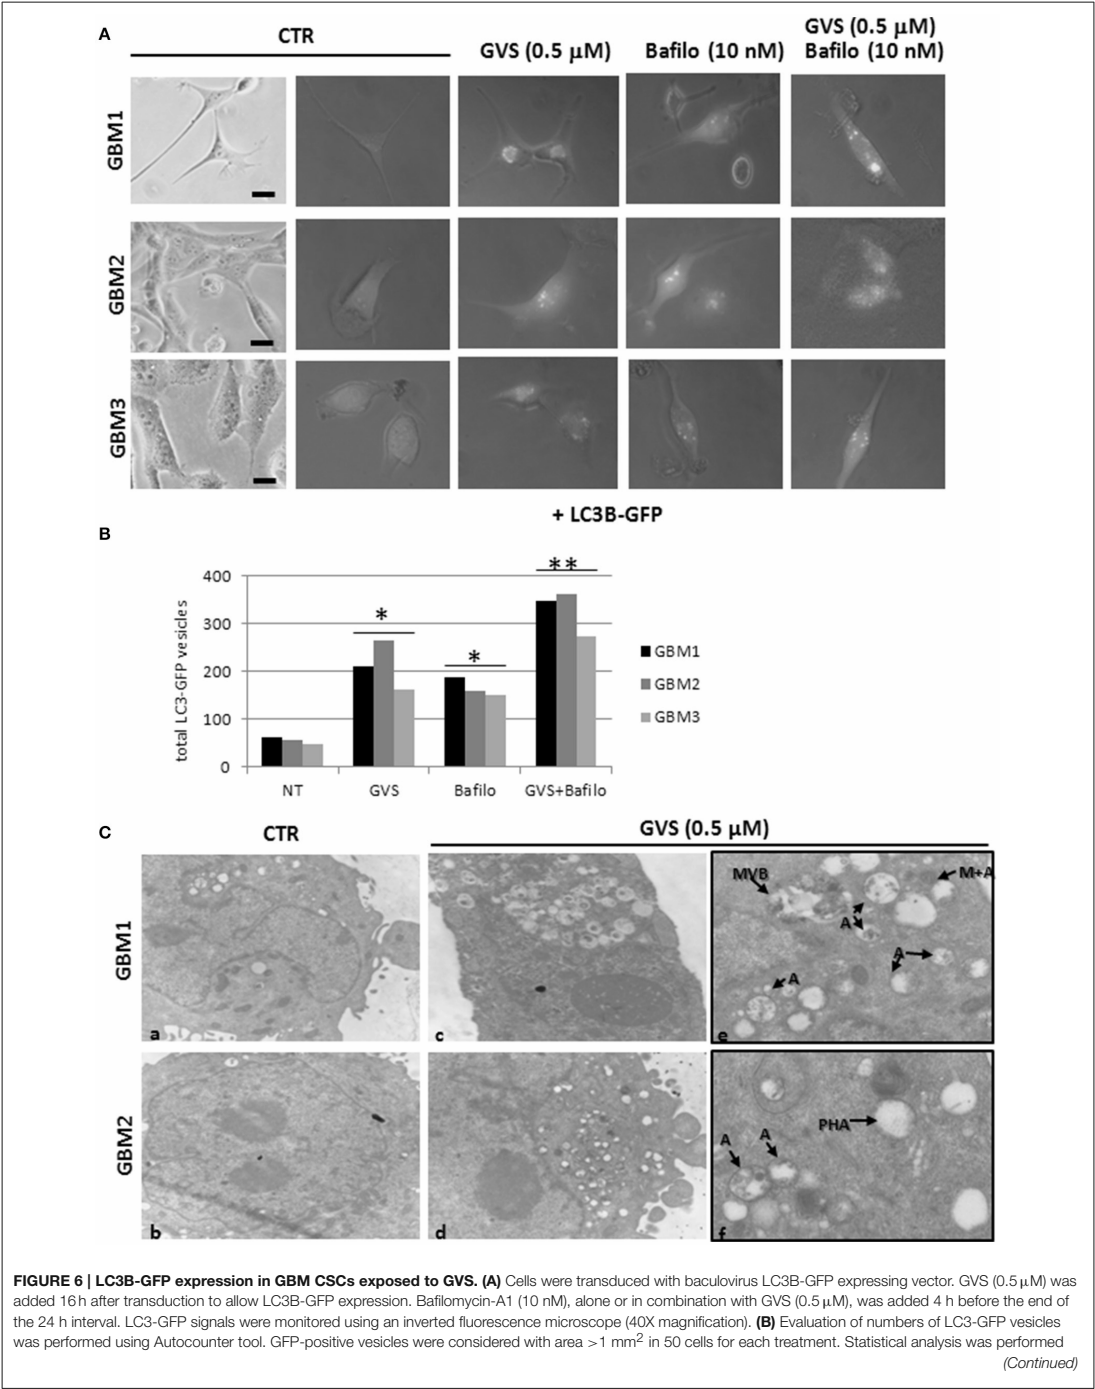 A
CTR
GVS (0.5 μM)
Bafilo (10 nM)
GVS (0.5 μM)
Bafilo (10 nM)
GBM1
GBM2
GBM3
+ LC3B-GFP
B
total LC3-GFP vesicles
400
300
200
100
0
*
*
**
NT
GVS
Bafilo
GVS+Bafilo
GBM1
GBM2
GBM3
C
CTR
GVS (0.5 μM)
GBM1
a
c
MVB
M+A
A
A
A
e
GBM2
b
d
PHA
A
A
f
FIGURE 6 | LC3B-GFP expression in GBM CSCs exposed to GVS. (A) Cells were transduced with baculovirus LC3B-GFP expressing vector. GVS (0.5 μM) was
added 16 h after transduction to allow LC3B-GFP expression. Bafilomycin-A1 (10 nM), alone or in combination with GVS (0.5 μM), was added 4 h before the end of
the 24 h interval. LC3-GFP signals were monitored using an inverted fluorescence microscope (40X magnification). (B) Evaluation of numbers of LC3-GFP vesicles
was performed using Autocounter tool. GFP-positive vesicles were considered with area >1 mm2 in 50 cells for each treatment. Statistical analysis was performed
(Continued)